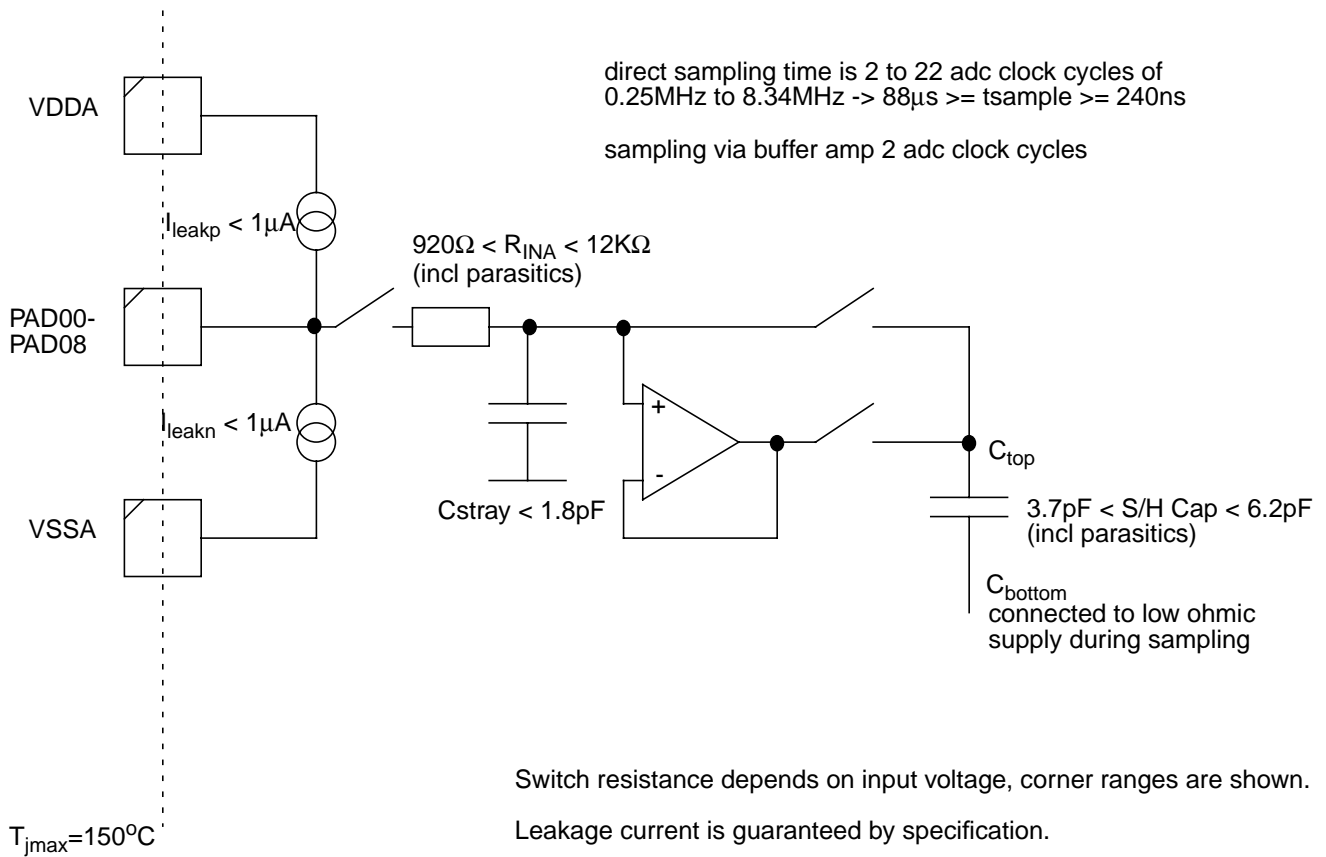 direct sampling time is 2 to 22 adc clock cycles of
0.25MHz to 8.34MHz -> 88μs >= tsample >= 240ns
sampling via buffer amp 2 adc clock cycles
VDDA
Ileakp < 1μA
920Ω < RINA < 12KΩ
(incl parasitics)
PAD00-
PAD08
Ileakn < 1μA
+
-
Ctop
Cstray < 1.8pF
3.7pF < S/H Cap < 6.2pF
(incl parasitics)
VSSA
Cbottom
connected to low ohmic
supply during sampling
Switch resistance depends on input voltage, corner ranges are shown.
Leakage current is guaranteed by specification.
Tjmax=150oC